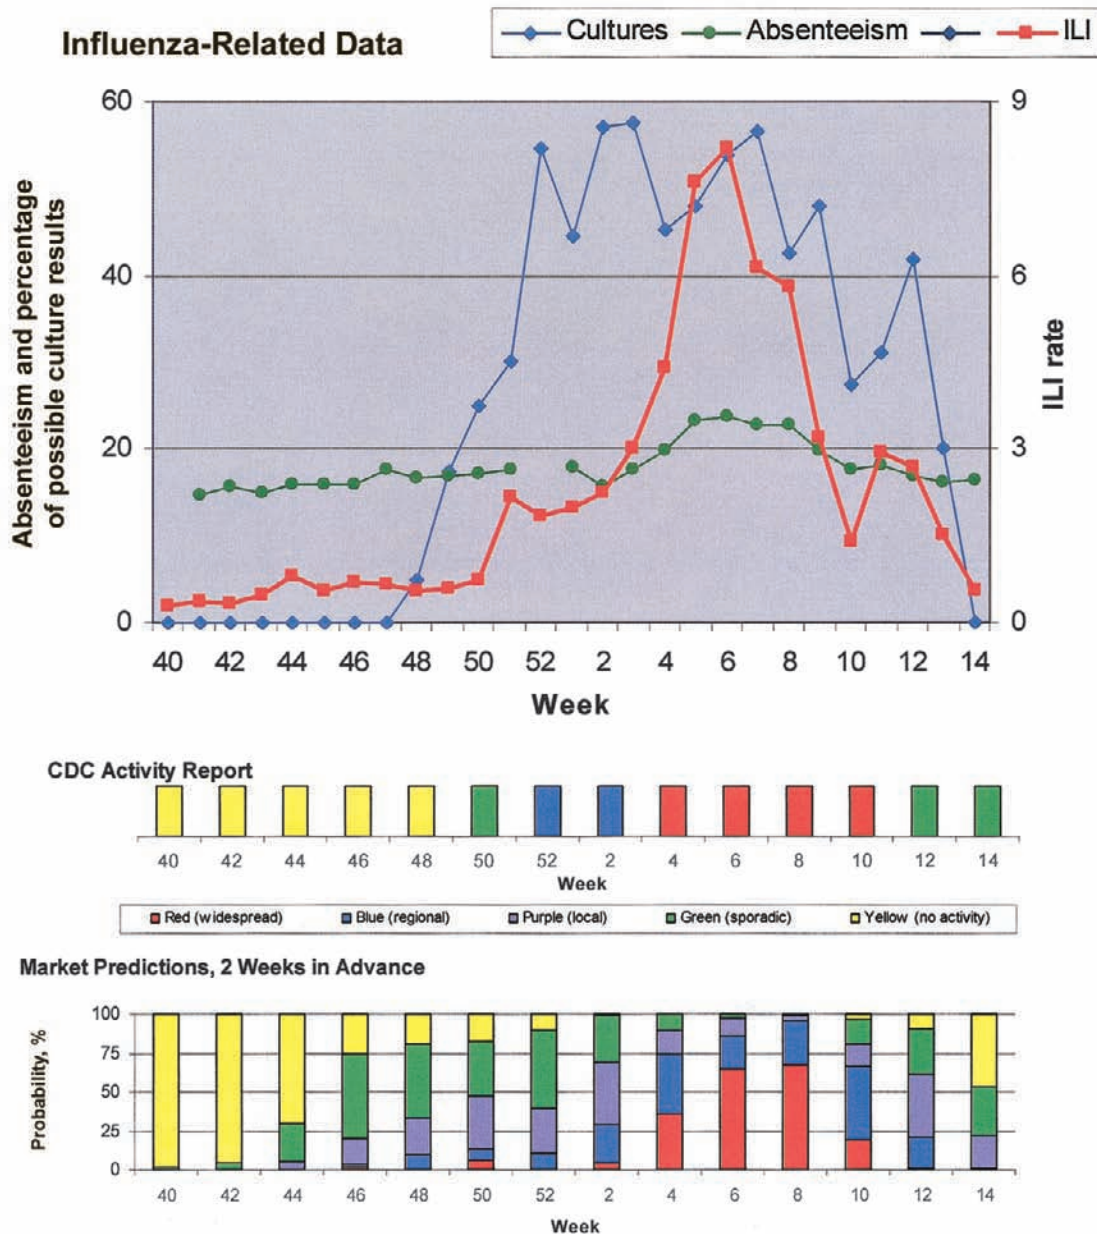 Influenza-Related Data
Cultures Absenteeism ILI
60
40
20
0
9
6
3
0
Absenteeism and percentage
of possible culture results
ILI rate
40 42 44 46 48 50 52 2 4 6 8 10 12 14
Week
CDC Activity Report
40 42 44 46 48 50 52 2 4 6 8 10 12 14
Week
Red (widespread) Blue (regional) Purple (local) Green (sporadic) Yellow (no activity)
Market Predictions, 2 Weeks in Advance
Probability, %
100
75
50
25
0
40 42 44 46 48 50 52 2 4 6 8 10 12 14
Week